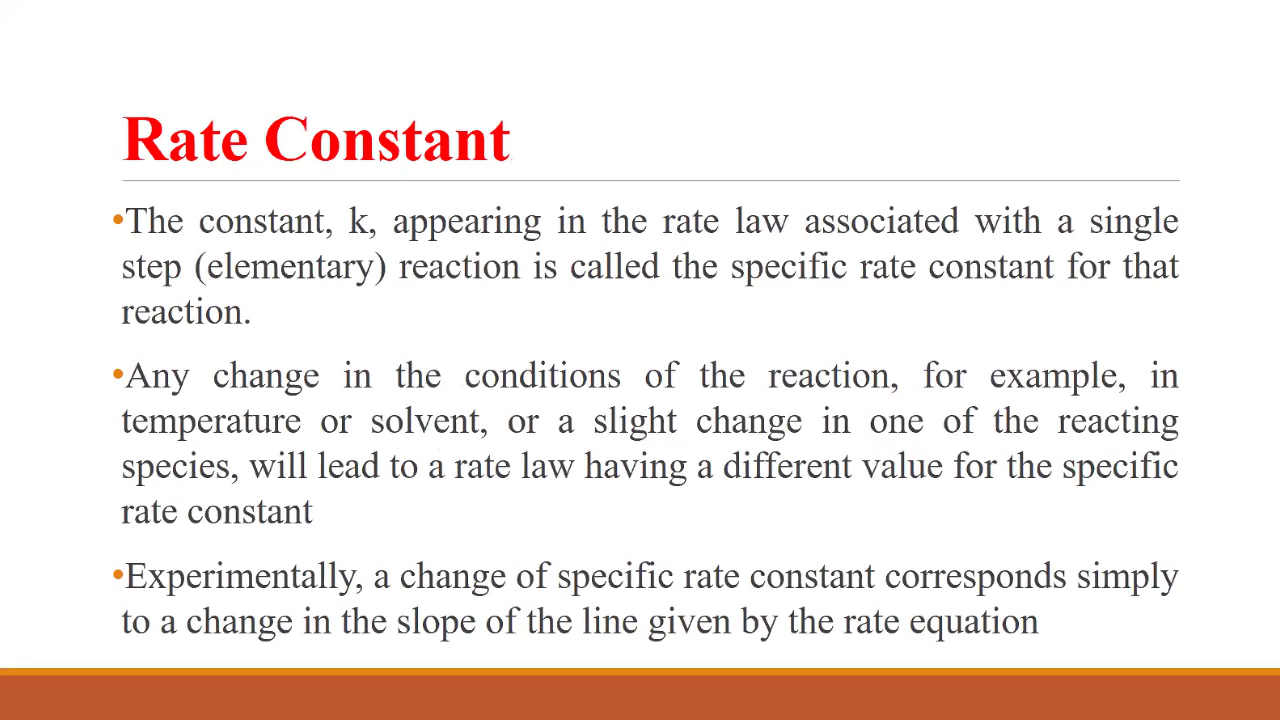 Rate Constant
•The constant, k, appearing in the rate law associated with a single
step (elementary) reaction is called the specific rate constant for that
reaction.
•Any change in the conditions of the reaction, for example, in
temperature or solvent, or a slight change in one of the reacting
species, will lead to a rate law having a different value for the specific
rate constant
•Experimentally, a change of specific rate constant corresponds simply
to a change in the slope of the line given by the rate equation